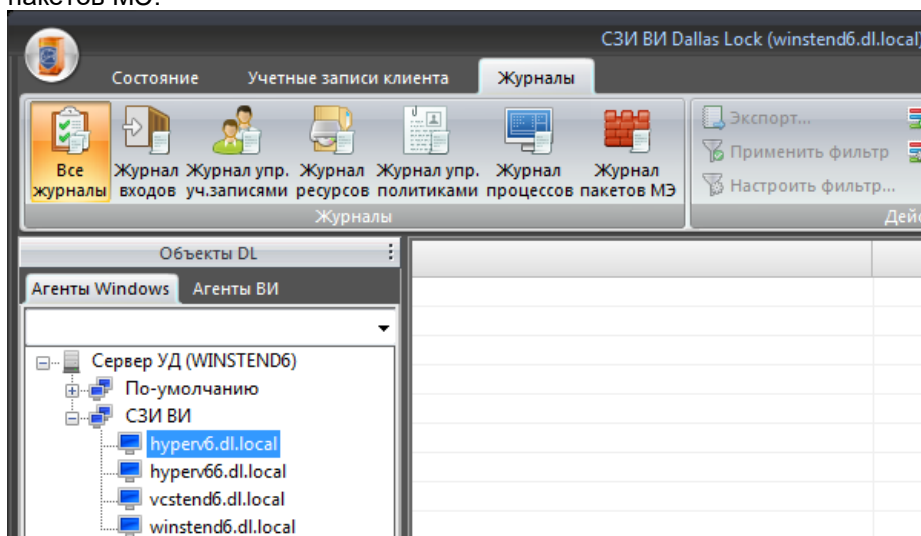 пакетов МЭ.
СЗИ ВИ Dallas Lock (winstend6.dl.local)
Состояние Учетные записи клиента Журналы
Все журналы
Журнал входов
Журнал упр. уч.записями
Журнал ресурсов
Журнал упр. политиками
Журнал процессов
Журнал пакетов МЭ
Экспорт...
Применить фильтр
Настроить фильтр...
Журналы
Дейс
Объекты DL
Агенты Windows Агенты ВИ
Сервер УД (WINSTEND6)
По-умолчанию
СЗИ ВИ
hyperv6.dl.local
hyperv66.dl.local
vcstend6.dl.local
winstend6.dl.local